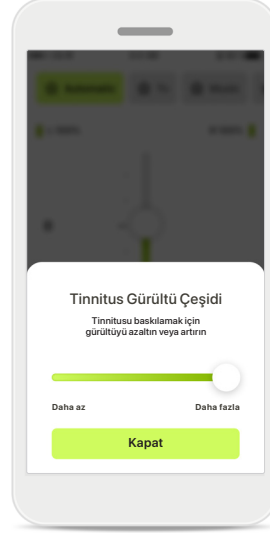 Tinnitus Gürültü Çeşidi
Tinnitusu baskılamak için
gürültüyü azaltın veya artırın
Daha az
Daha fazla
Kapat